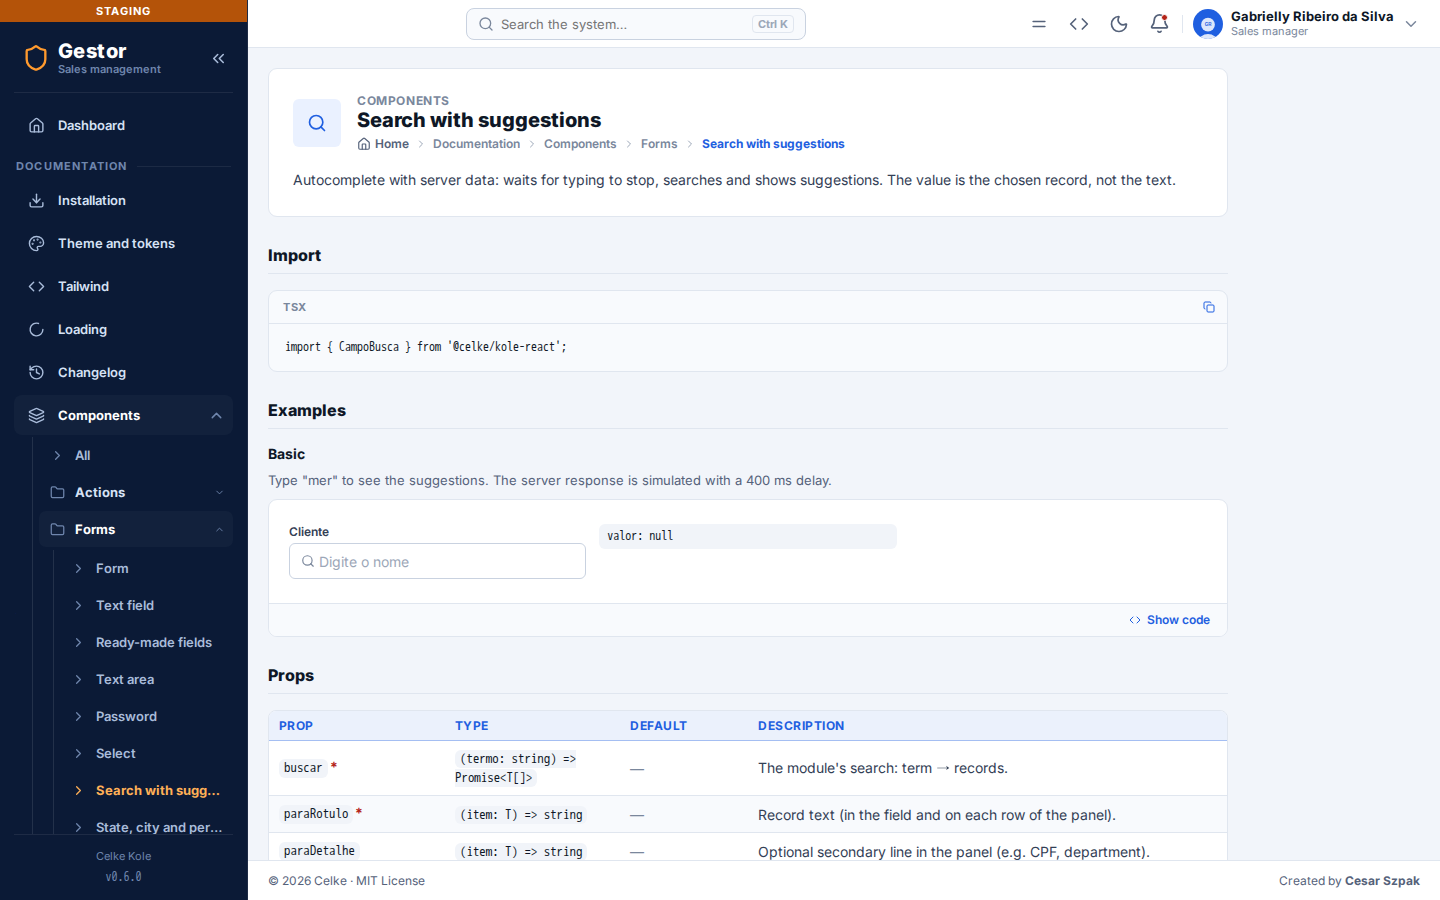 STAGING
Gestor
Sales management
Dashboard
DOCUMENTATION
Installation
Theme and tokens
Tailwind
Loading
Changelog
Components
All
Actions
Forms
Form
Text field
Ready-made fields
Text area
Password
Select
Search with sugg...
State, city and per...
Celke Kole
v0.6.0
Search the system...
Ctrl K
GR
Gabrielly Ribeiro da Silva
Sales manager
COMPONENTS
Search with suggestions
Home > Documentation > Components > Forms > Search with suggestions
Autocomplete with server data: waits for typing to stop, searches and shows suggestions. The value is the chosen record, not the text.
Import
TSX
import { CampoBusca } from '@celke/kole-react';
Examples
Basic
Type "mer" to see the suggestions. The server response is simulated with a 400 ms delay.
Cliente
Digite o nome
valor: null
Show code
Props
PROP TYPE DEFAULT DESCRIPTION
buscar * (termo: string) => Promise<T[]> — The module's search: term → records.
paraRotulo * (item: T) => string — Record text (in the field and on each row of the panel).
paraDetalhe (item: T) => string — Optional secondary line in the panel (e.g. CPF, department).
© 2026 Celke · MIT License
Created by Cesar Szpak